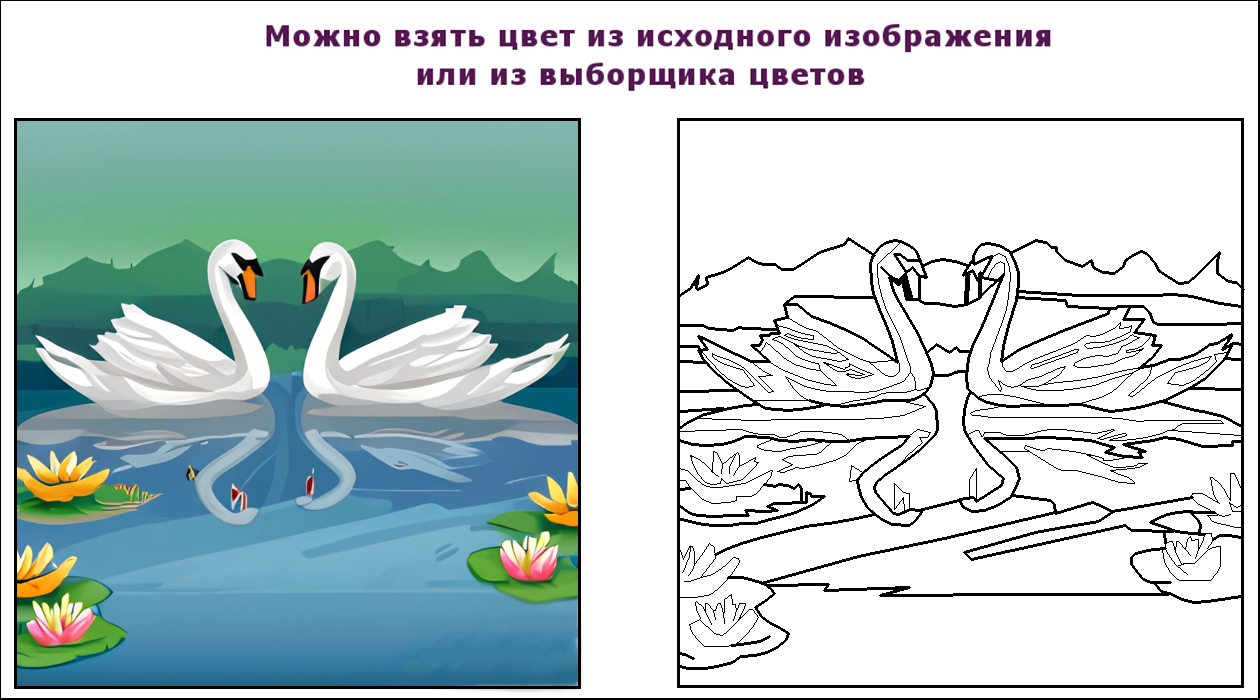 Можно взять цвет из исходного изображения
или из выборщика цветов